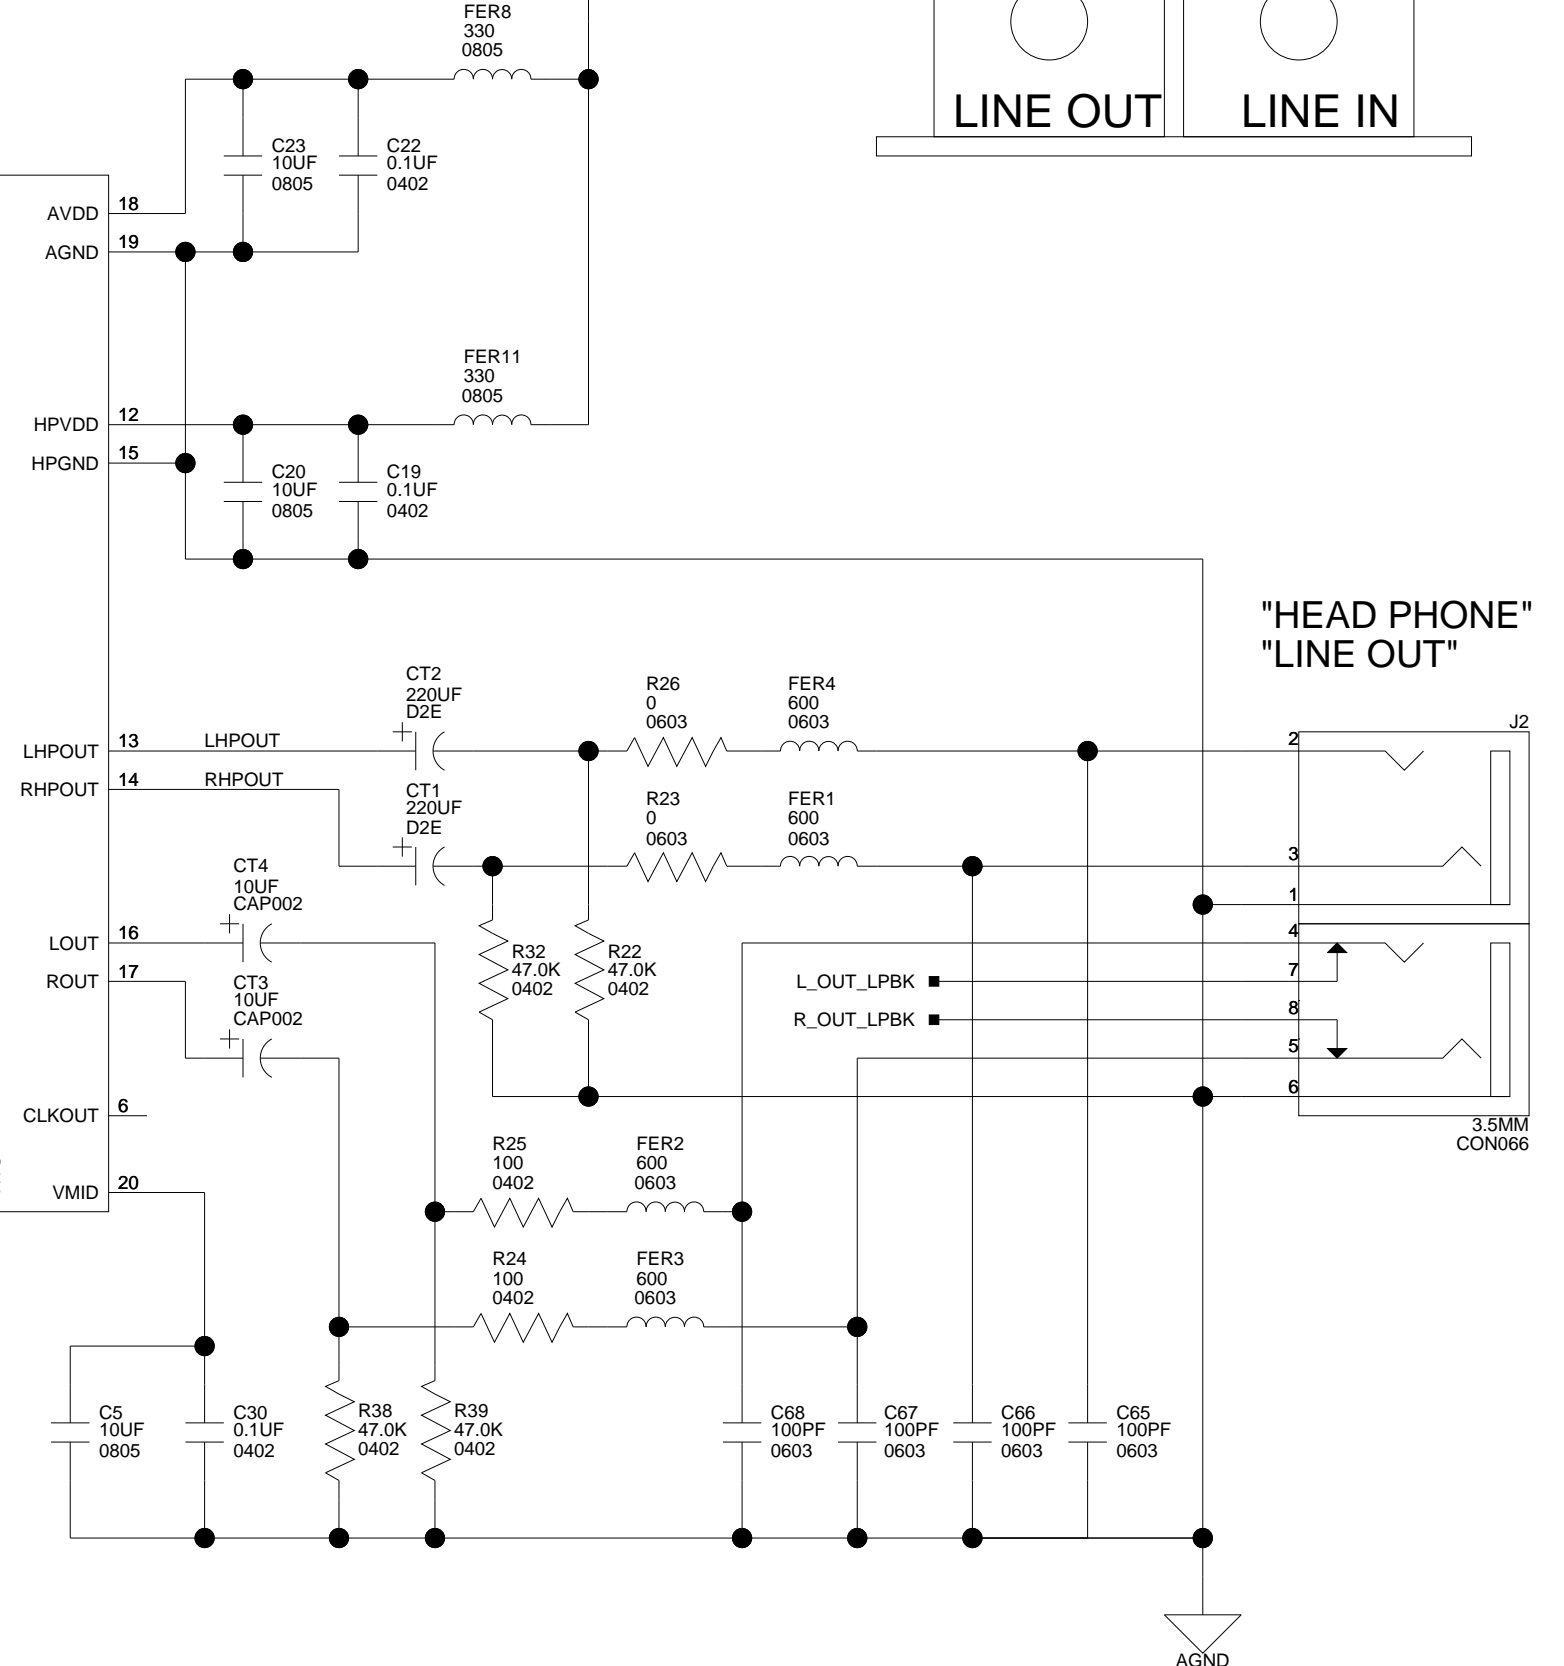 FER8
330
0805
LINE OUT
LINE IN
C23
10UF
0805
C22
0.1UF
0402
AVDD
18
AGND
19
FER11
330
0805
HPVDD
12
HPGND
15
C20
10UF
0805
C19
0.1UF
0402
"HEAD PHONE"
"LINE OUT"
CT2
220UF
D2E
R26
0
0603
FER4
600
0603
J2
LHPOUT
13
LHPOUT
2
RHPOUT
14
RHPOUT
CT1
220UF
D2E
R23
0
0603
FER1
600
0603
3
CT4
10UF
CAP002
1
LOUT
16
4
R32
47.0K
0402
R22
47.0K
0402
ROUT
17
CT3
10UF
CAP002
L_OUT_LPBK
7
R_OUT_LPBK
8
5
6
CLKOUT
6
3.5MM
CON066
R25
100
0402
FER2
600
0603
VMID
20
R24
100
0402
FER3
600
0603
C5
10UF
0805
C30
0.1UF
0402
R38
47.0K
0402
R39
47.0K
0402
C68
100PF
0603
C67
100PF
0603
C66
100PF
0603
C65
100PF
0603
AGND